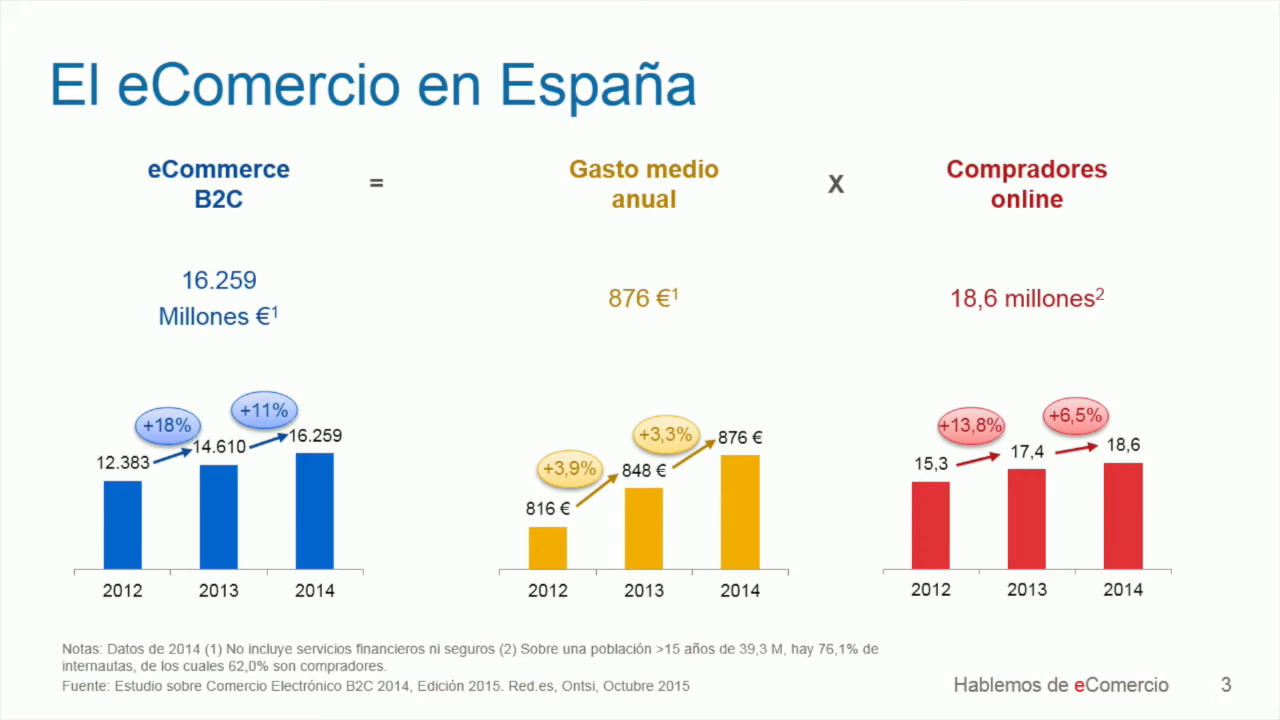 El eComercio en España
eCommerce
B2C
=
Gasto medio
anual
X
Compradores
online
16.259
Millones €¹
876 €¹
18,6 millones²
+18%
+11%
12.383
14.610
16.259
2012
2013
2014
+3,9%
+3,3%
816 €
848 €
876 €
2012
2013
2014
+13,8%
+6,5%
15,3
17,4
18,6
2012
2013
2014
Notas: Datos de 2014 (1) No incluye servicios financieros ni seguros (2) Sobre una población >15 años de 39,3 M, hay 76,1% de
internautas, de los cuales 62,0% son compradores.
Fuente: Estudio sobre Comercio Electrónico B2C 2014, Edición 2015. Red.es, Ontsi, Octubre 2015
Hablemos de eComercio
3